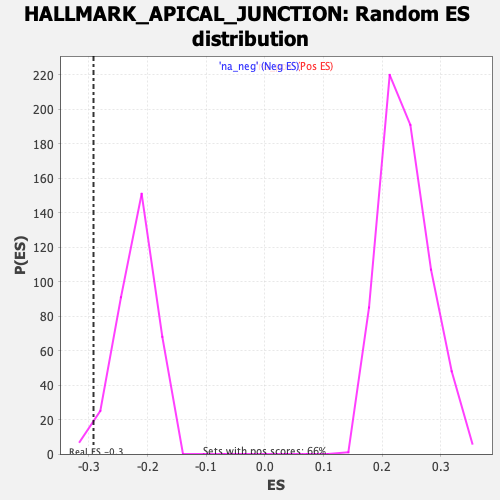 HALLMARK_APICAL_JUNCTION: Random ES
distribution
'na_neg' (Neg ES) (Pos ES)
220
200
180
160
140
120
100
80
60
40
20
0
P(ES)
Real ES -0.3
Sets with pos scores: 66%
-0.3 -0.2 -0.1 0.0 0.1 0.2 0.3
ES